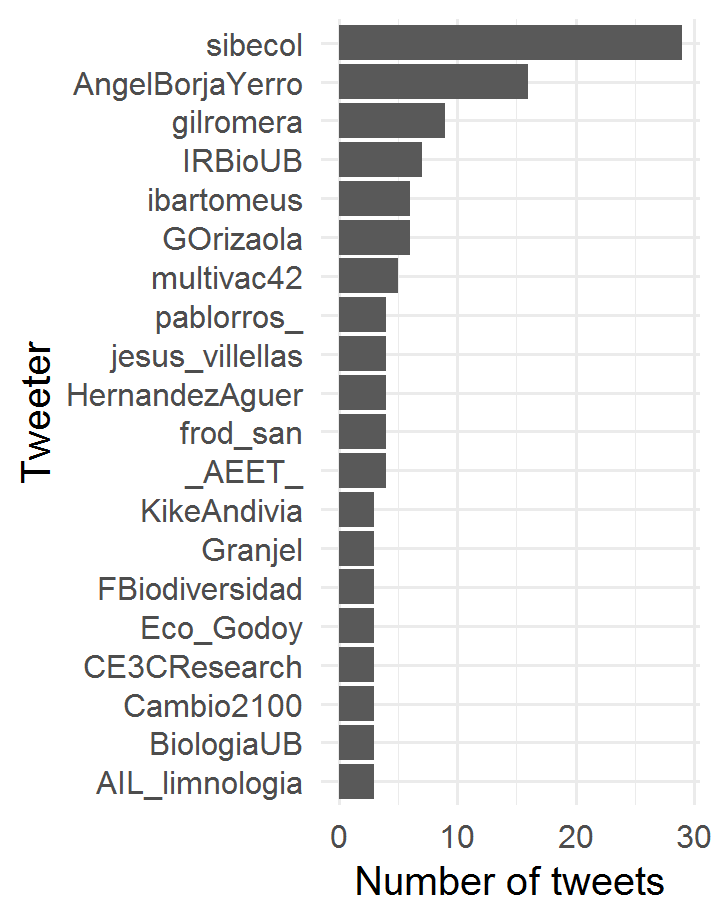 sibecol
AngelBorjaYerro
gilromera
IRBioUB
ibartomeus
GOrizaola
multivac42
pablorros_
jesus_villellas
HernandezAguer
frod_san
_AEET_
KikeAndivia
Granjel
FBiodiversidad
Eco_Godoy
CE3CResearch
Cambio2100
BiologiaUB
AIL_limnologia
Tweeter
0 10 20 30
Number of tweets